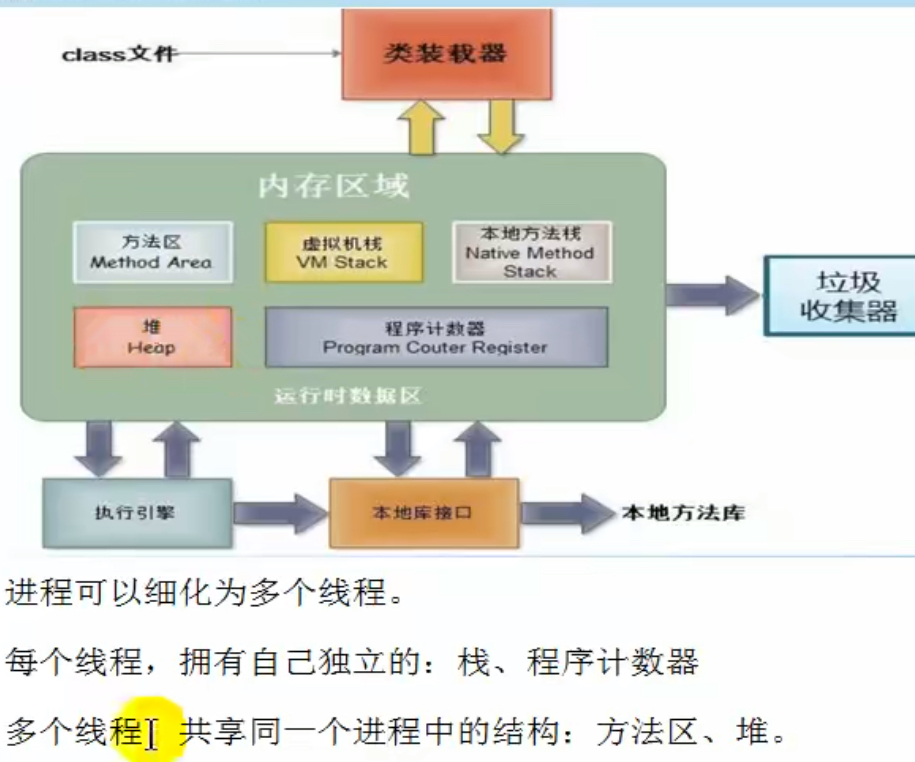 class文件
类装载器
内存区域
方法区
Method Area
虚拟机栈
VM Stack
本地方法栈
Native Method
Stack
堆
Heap
程序计数器
Program Couter Register
运行时数据区
垃圾
收集器
执行引擎
本地库接口
本地方法库
进程可以细化为多个线程。
每个线程，拥有自己独立的：栈、程序计数器
多个线程，共享同一个进程中的结构：方法区、堆。